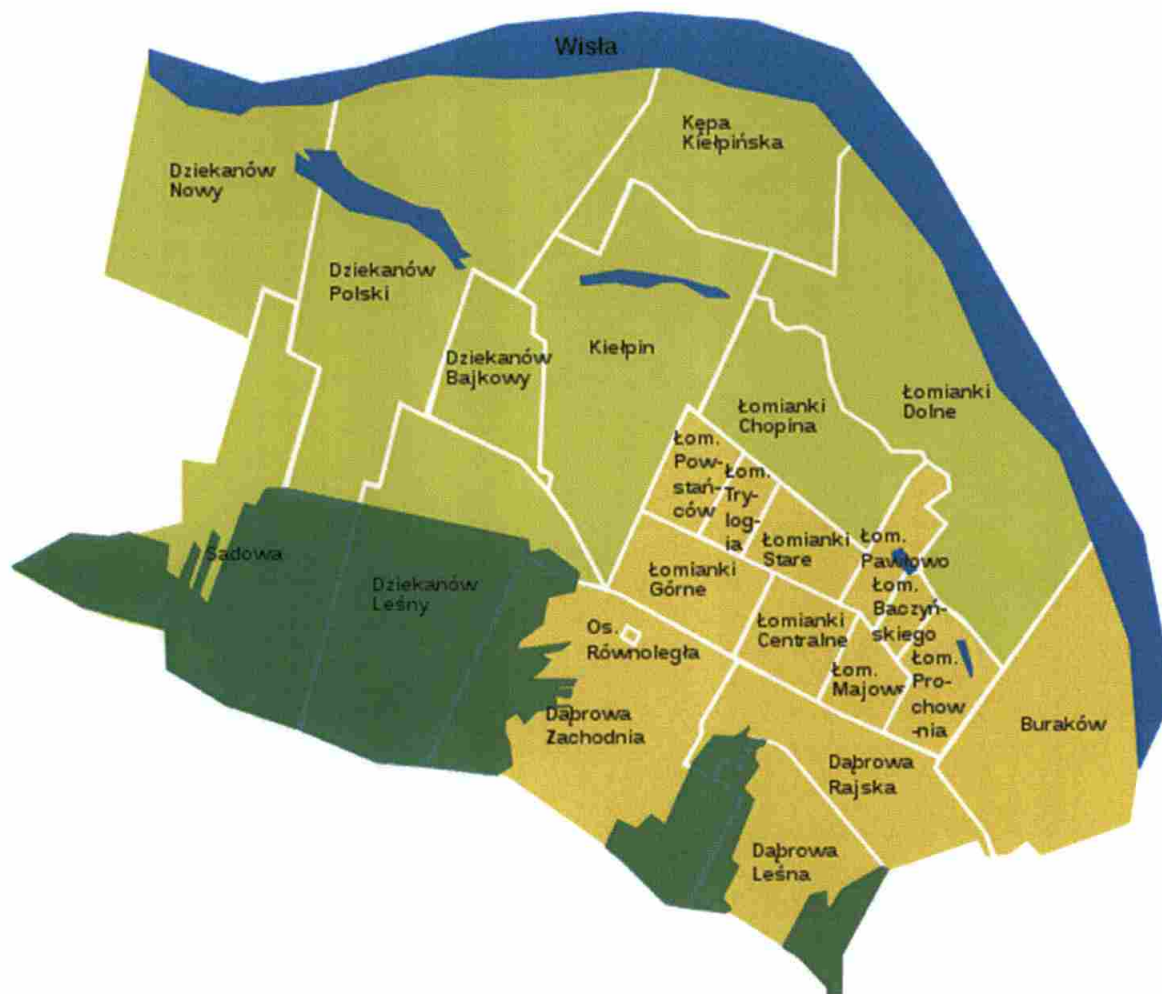 Wisła
Kępa
Kiełpińska
Dziekanów
Nowy
Dziekanów
Polski
Dziekanów
Bajkowy
Kiełpin
Łomianki
Dolne
Łomianki
Chopina
Łom.
Pow-
stań-
ców
Łom.
Try-
log-
ia
Łomianki
Stare
Łom.
Pawłowo
Łom.
Baczyń-
skiego
Sadowa
Dziekanów
Leśny
Łomianki
Górne
Os.
Równoległa
Łomianki
Centralne
Łom.
Majowe
Łom.
Pro-
chow
-nia
Dąbrowa
Zachodnia
Buraków
Dąbrowa
Rajska
Dąbrowa
Leśna